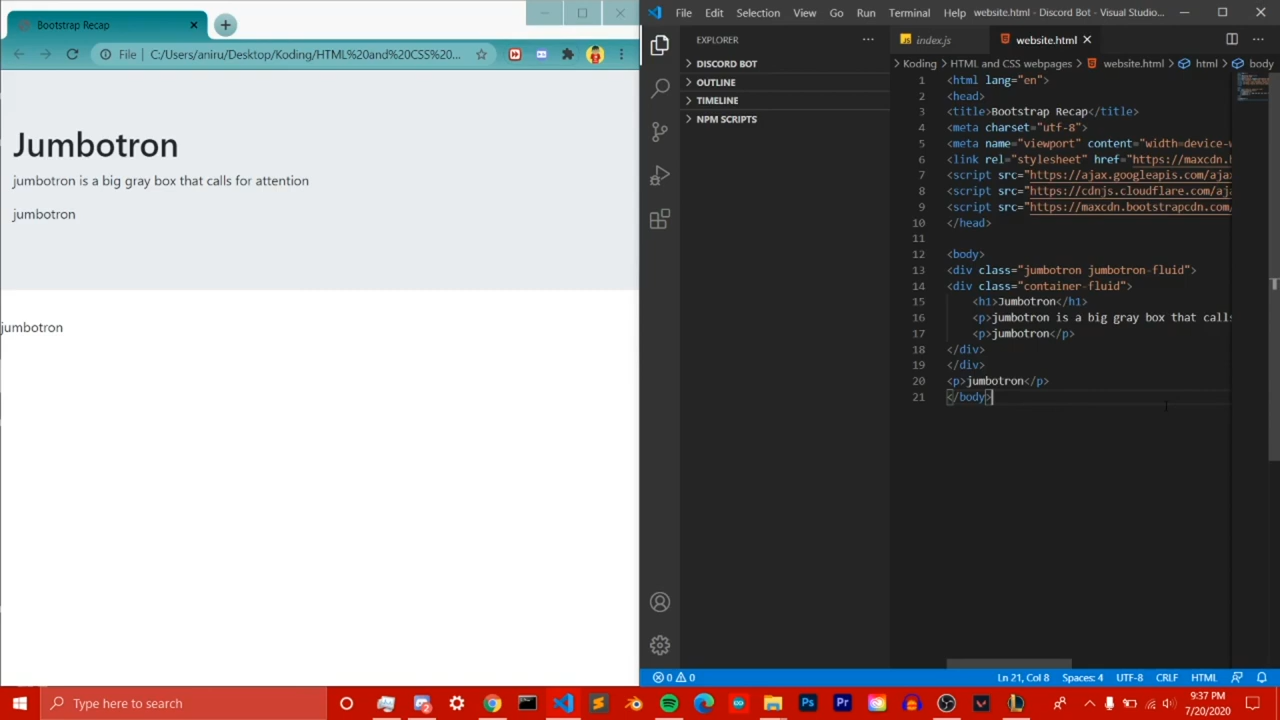 Bootstrap Recap
File
C:/Users/aniru/Desktop/Koding/HTML%20and%20CSS%20...
Jumbotron
jumbotron is a big gray box that calls for attention
jumbotron
jumbotron
File Edit Selection View Go Run Terminal Help website.html - Discord Bot - Visual Studio...
EXPLORER
DISCORD BOT
OUTLINE
TIMELINE
NPM SCRIPTS
JS index.js
website.html
Koding > HTML and CSS webpages > website.html > html > body
1 <html lang="en">
2 <head>
3 <title>Bootstrap Recap</title>
4 <meta charset="utf-8">
5 <meta name="viewport" content="width=device-w
6 <link rel="stylesheet" href="https://maxcdn.b
7 <script src="https://ajax.googleapis.com/ajax
8 <script src="https://cdnjs.cloudflare.com/aja
9 <script src="https://maxcdn.bootstrapcdn.com/
10 </head>
11
12 <body>
13 <div class="jumbotron jumbotron-fluid">
14 <div class="container-fluid">
15 <h1>Jumbotron</h1>
16 <p>jumbotron is a big gray box that calls
17 <p>jumbotron</p>
18 </div>
19 </div>
20 <p>jumbotron</p>
21 </body>
0 0
Ln 21, Col 8 Spaces: 4 UTF-8 CRLF HTML
Type here to search
Ps
Pr
9:37 PM
7/20/2020